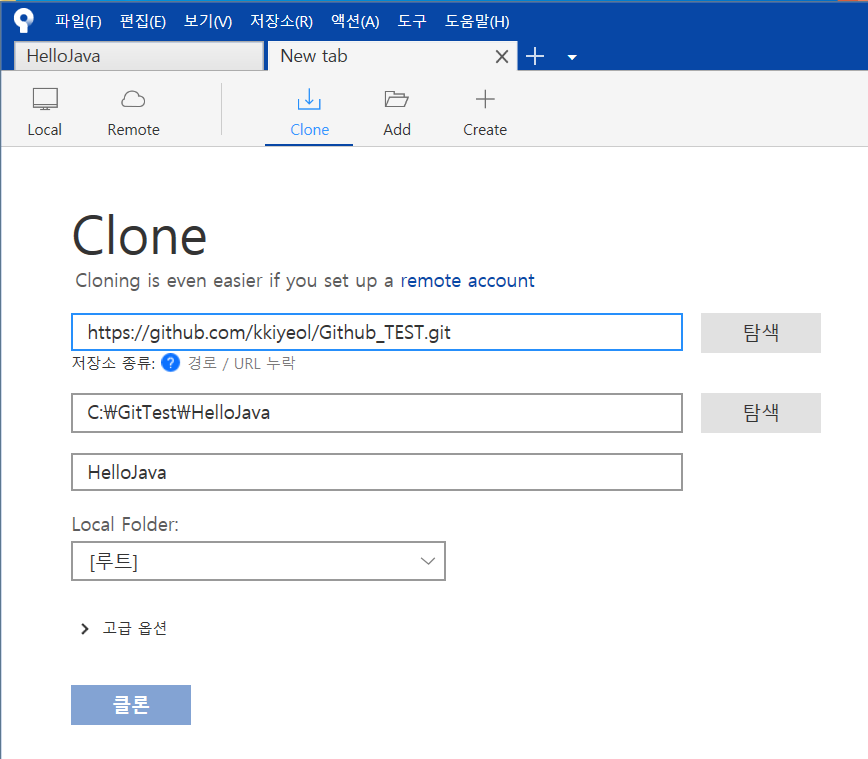 파일(F) 편집(E) 보기(V) 저장소(R) 액션(A) 도구 도움말(H)
HelloJava New tab
Local Remote Clone Add Create
Clone
Cloning is even easier if you set up a remote account
https://github.com/kkiyeol/Github_TEST.git 탐색
저장소 종류: ? 경로 / URL 누락
C:₩GitTest₩HelloJava 탐색
HelloJava
Local Folder:
[루트]
고급 옵션
클론